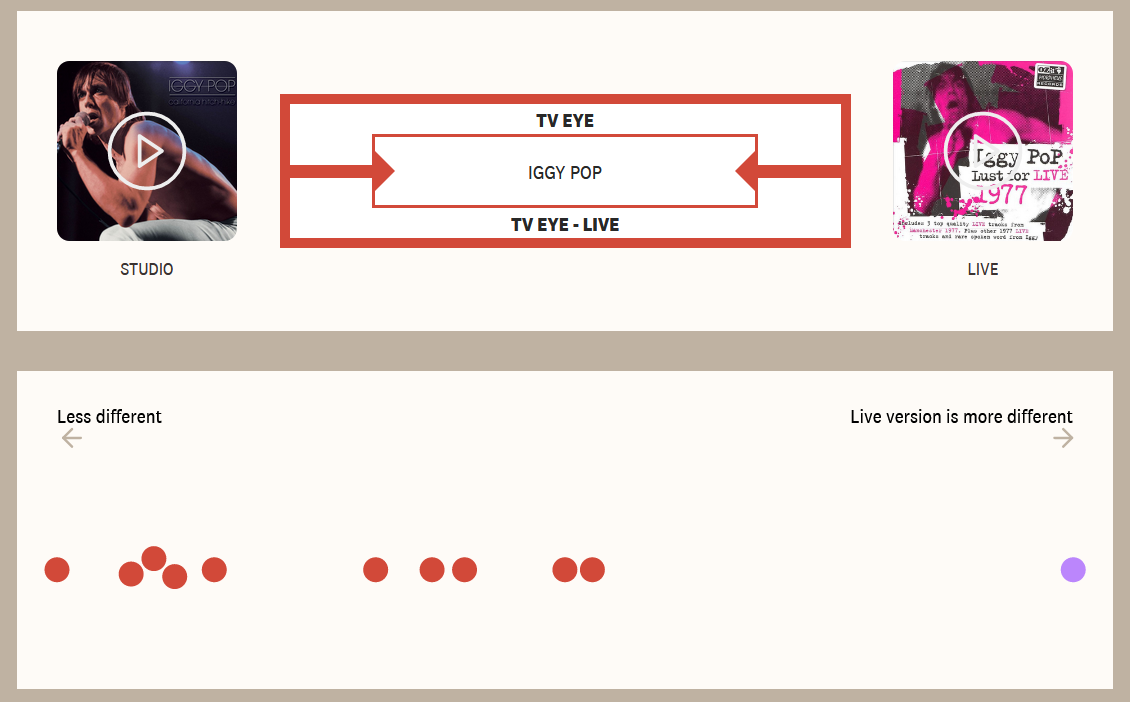 IGGY POP
california hitch-hike
TV EYE
IGGY POP
TV EYE - LIVE
STUDIO
Iggy PoP
Lust for LIVE
1977
includes 3 top quality LIVE tracks from
Manchester 1977. Plus other 1977 LIVE
tracks and rare spoken word from Iggy
LIVE
Less different
Live version is more different